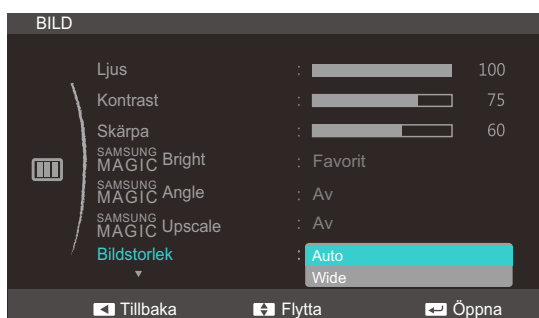 BILD
Ljus : 100
Kontrast : 75
Skärpa : 60
SAMSUNG MAGIC Bright : Favorit
SAMSUNG MAGIC Angle : Av
SAMSUNG MAGIC Upscale : Av
Bildstorlek : Auto
Wide
Tillbaka Flytta Öppna